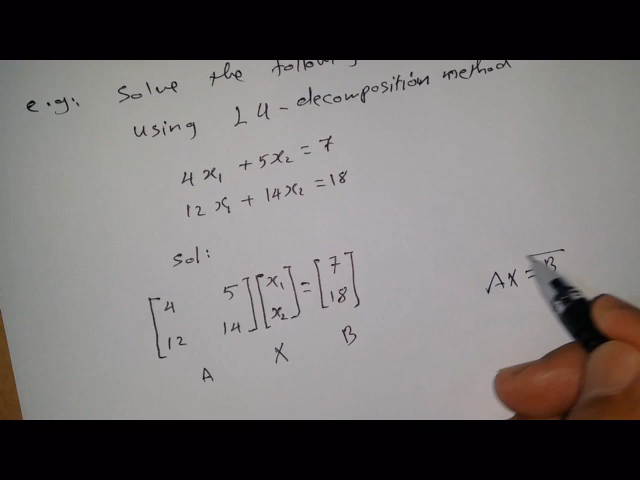 e.g: Solve the following
using LU-decomposition method
4x₁ + 5x₂ = 7
12x₁ + 14x₂ = 18
sol:
[4 5] [x₁] = [7]
[12 14] [x₂] [18]
A X B
AX = B